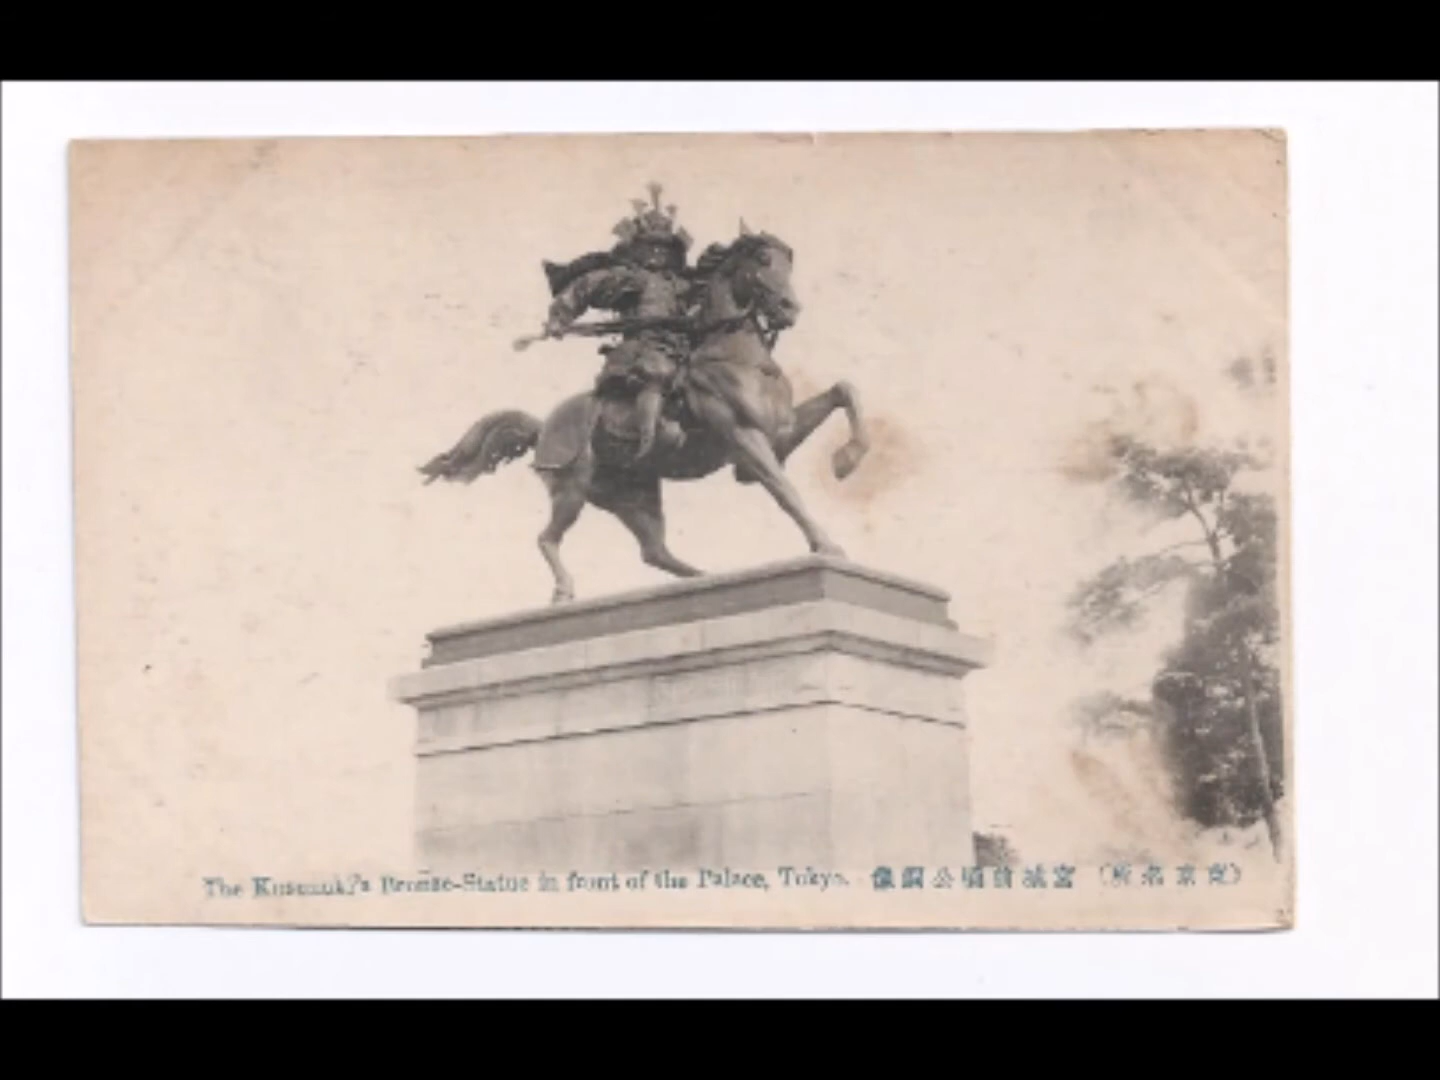 The Kusunoki's Bronze-Statue in front of the Palace, Tokyo. 像銅公楠前城宮 （所名京東）